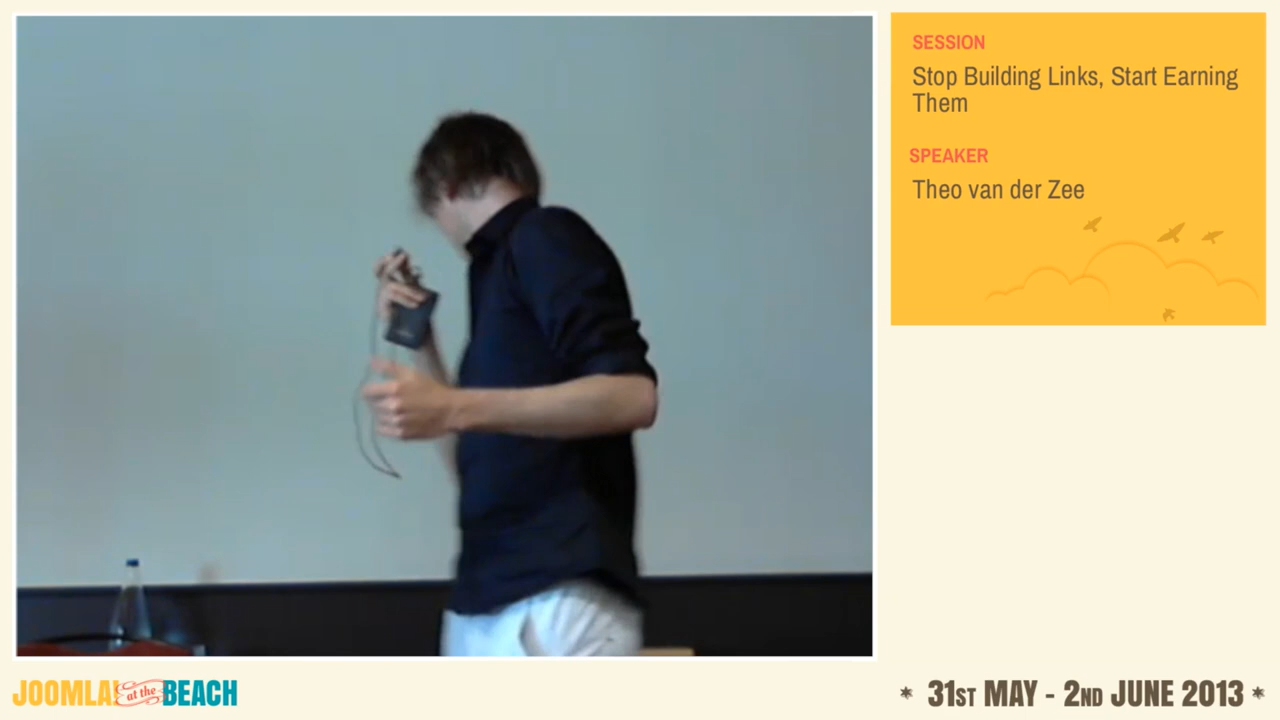 SESSION
Stop Building Links, Start Earning
Them
SPEAKER
Theo van der Zee
JOOMLA! at the BEACH
* 31ST MAY - 2ND JUNE 2013 *